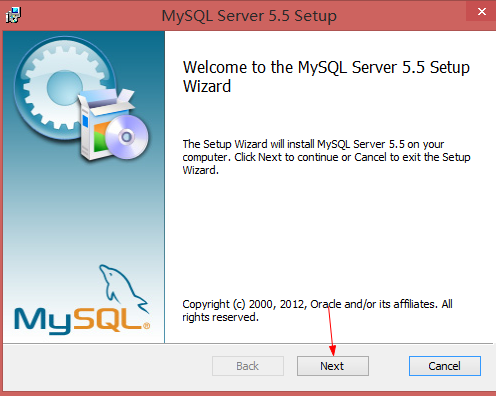 MySQL Server 5.5 Setup
Welcome to the MySQL Server 5.5 Setup
Wizard
The Setup Wizard will install MySQL Server 5.5 on your
computer. Click Next to continue or Cancel to exit the Setup
Wizard.
MySQL®
Copyright (c) 2000, 2012, Oracle and/or its affiliates. All
rights reserved.
Back
Next
Cancel